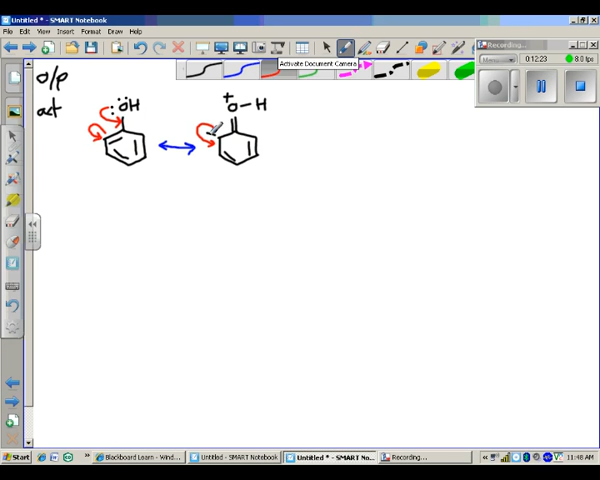 Untitled * - SMART Notebook
File Edit View Insert Format Draw Help
Recording...
0:12:23
Menu
8.0 fps
Activate Document Camera
o/p
act
:ÖH
+
O-H
Start
Blackboard Learn - Wind...
Untitled - SMART Notebook
Untitled * - SMART No...
Recording...
11:48 AM